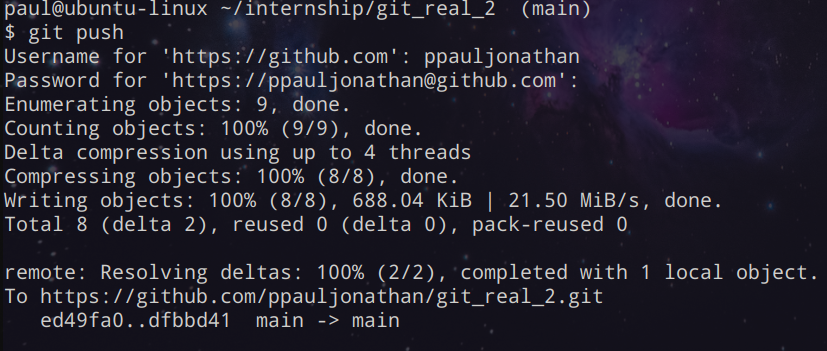 paul@ubuntu-linux ~/internship/git_real_2  (main)
$ git push
Username for 'https://github.com': ppauljonathan
Password for 'https://ppauljonathan@github.com':
Enumerating objects: 9, done.
Counting objects: 100% (9/9), done.
Delta compression using up to 4 threads
Compressing objects: 100% (8/8), done.
Writing objects: 100% (8/8), 688.04 KiB | 21.50 MiB/s, done.
Total 8 (delta 2), reused 0 (delta 0), pack-reused 0
remote: Resolving deltas: 100% (2/2), completed with 1 local object.
To https://github.com/ppauljonathan/git_real_2.git
   ed49fa0..dfbbd41  main -> main